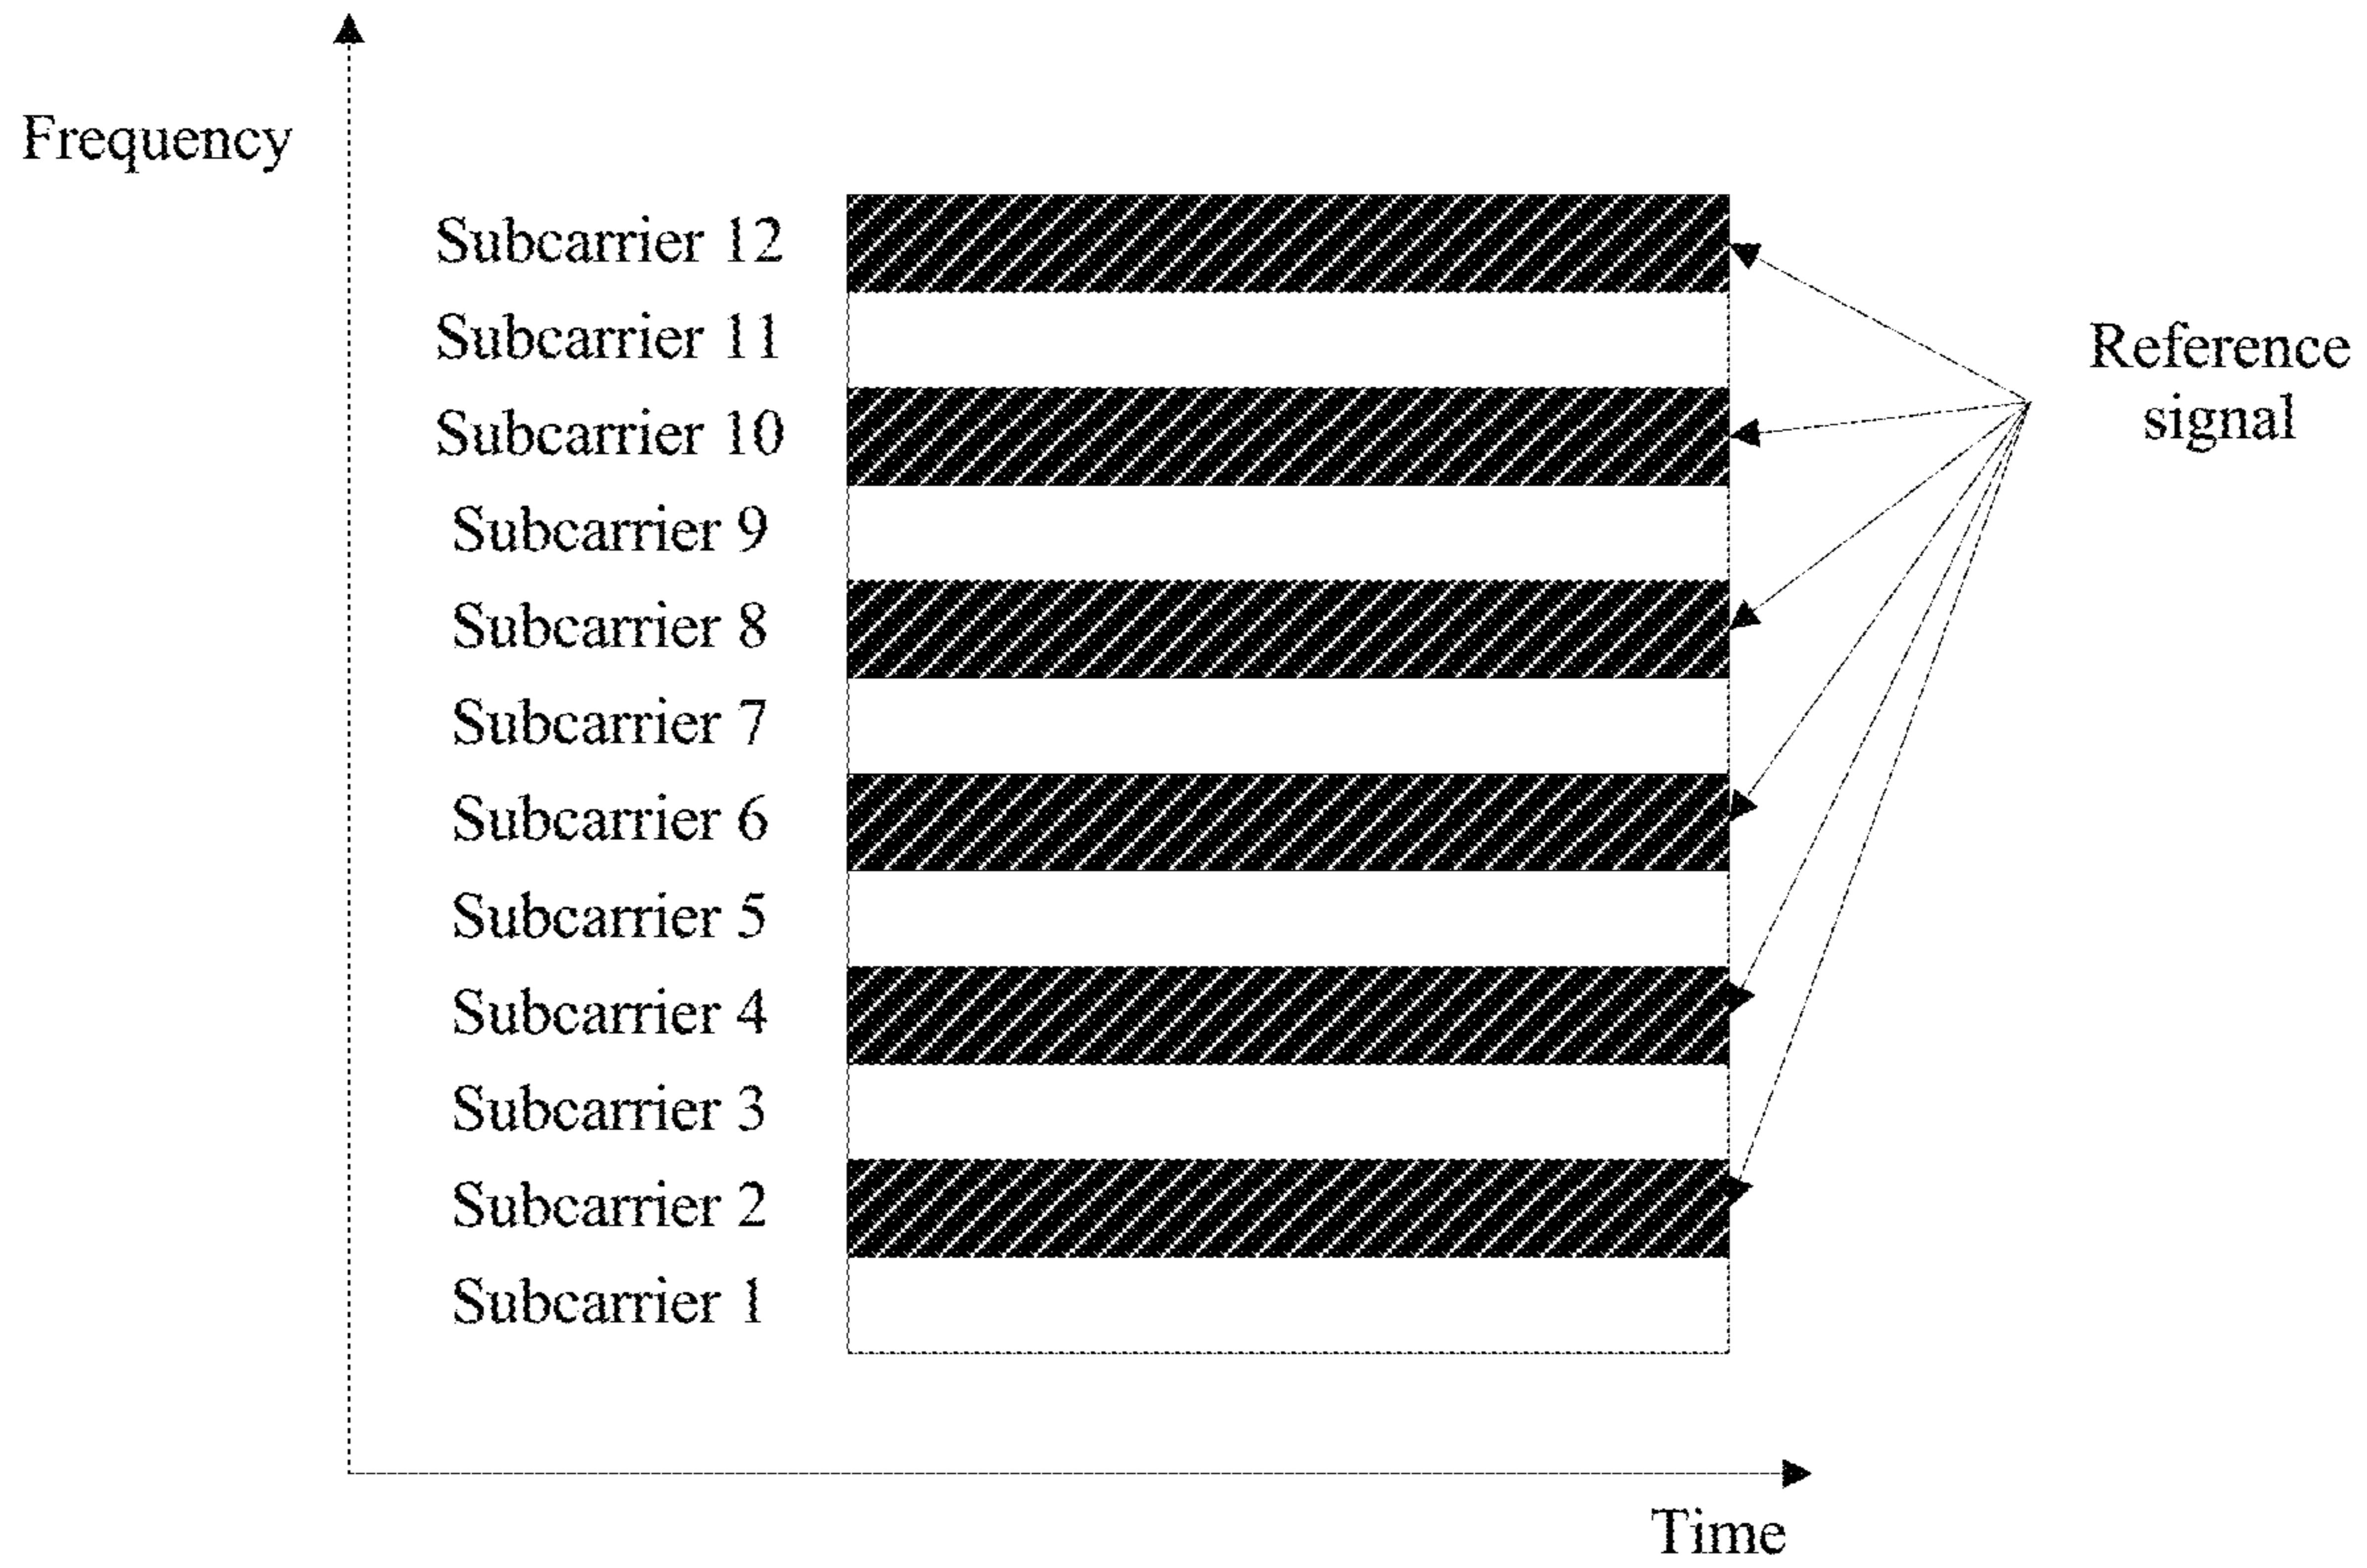 Frequency
Subcarrier 12
Subcarrier 11
Subcarrier 10
Subcarrier 9
Subcarrier 8
Subcarrier 7
Subcarrier 6
Subcarrier 5
Subcarrier 4
Subcarrier 3
Subcarrier 2
Subcarrier 1
Reference
signal
Time